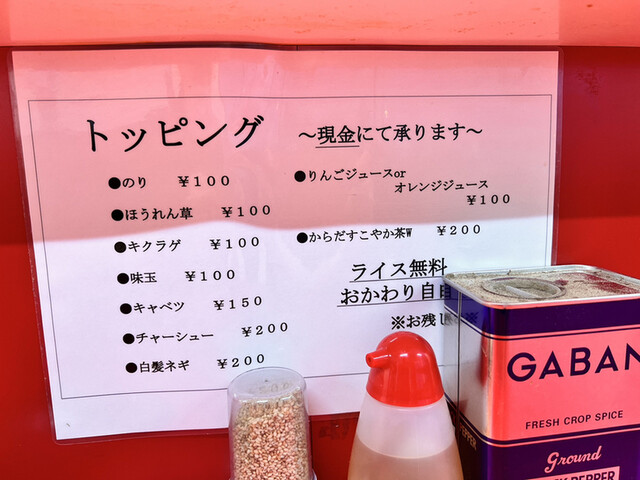 トッピング ～現金にて承ります～
●のり ￥１００
●ほうれん草 ￥１００
●キクラゲ ￥１００
●味玉 ￥１００
●キャベツ ￥１５０
●チャーシュー ￥２００
●白髪ネギ ￥２００
●りんごジュースor
オレンジジュース
￥１００
●からだすこやか茶W ￥２００
ライス無料
おかわり自由
※お残し
GABAN
FRESH CROP SPICE
Ground
PEPPER